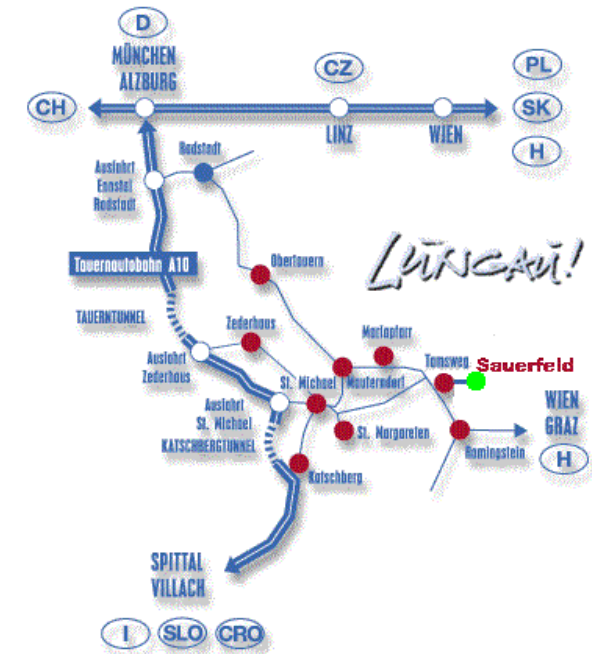 D
MÜNCHEN
ALZBURG
CZ
PL
CH
SK
LINZ
WIEN
H
Radstadt
Ausfahrt
Ennstal
Radstadt
LUNGAU!
Tauernautobahn A10
Obertauern
TAUERNTUNNEL
Zederhaus
Mariapfarr
Ausfahrt
Zederhaus
Tamsweg
Sauerfeld
St. Michael
Mauterndorf
Ausfahrt
St. Michael
KATSCHBERGTUNNEL
WIEN
GRAZ
H
St. Margareten
Ramingstein
Katschberg
SPITTAL
VILLACH
I
SLO
CRO